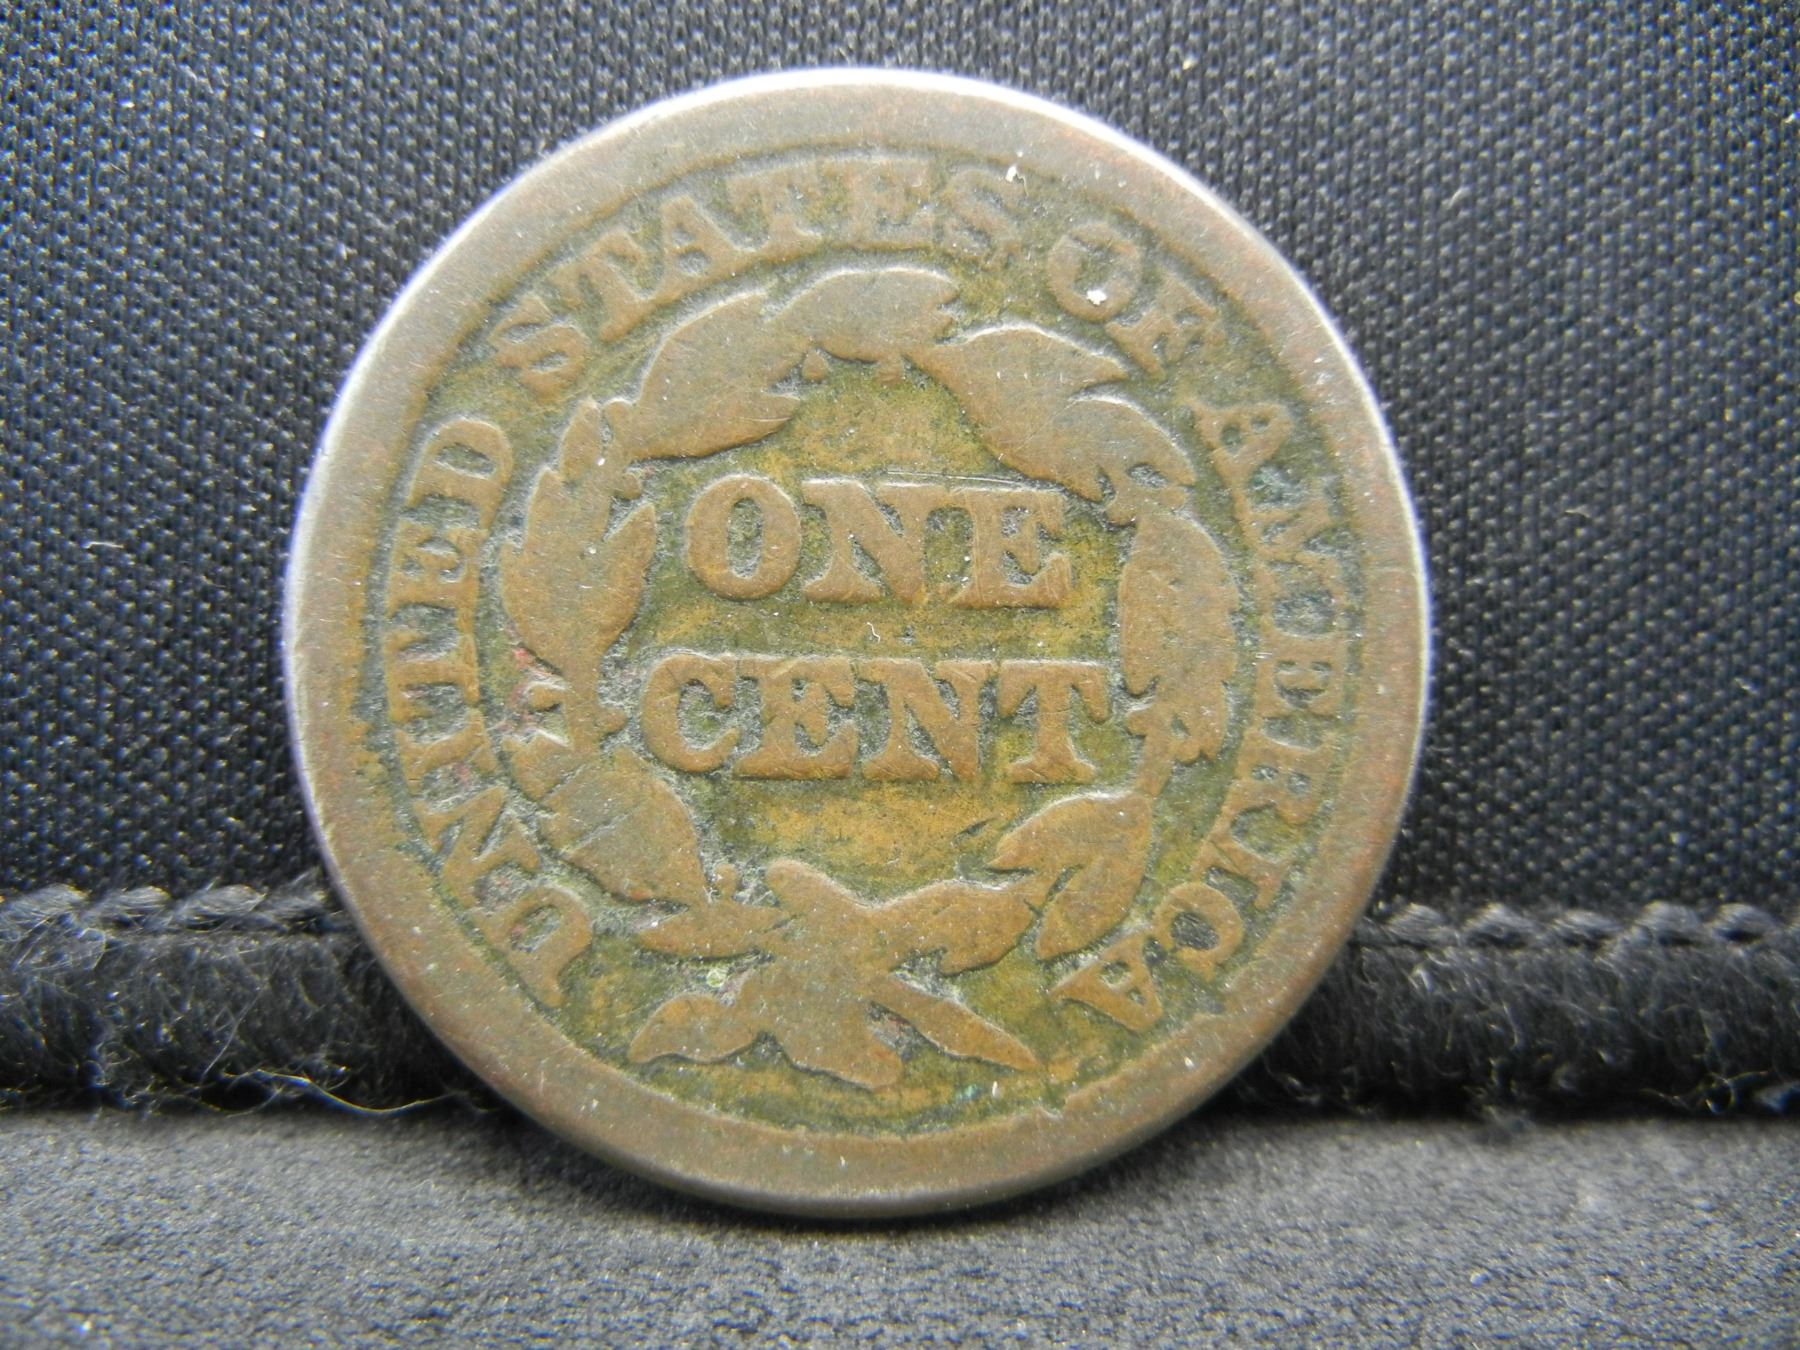 UNITED STATES OF AMERICA
ONE
CENT